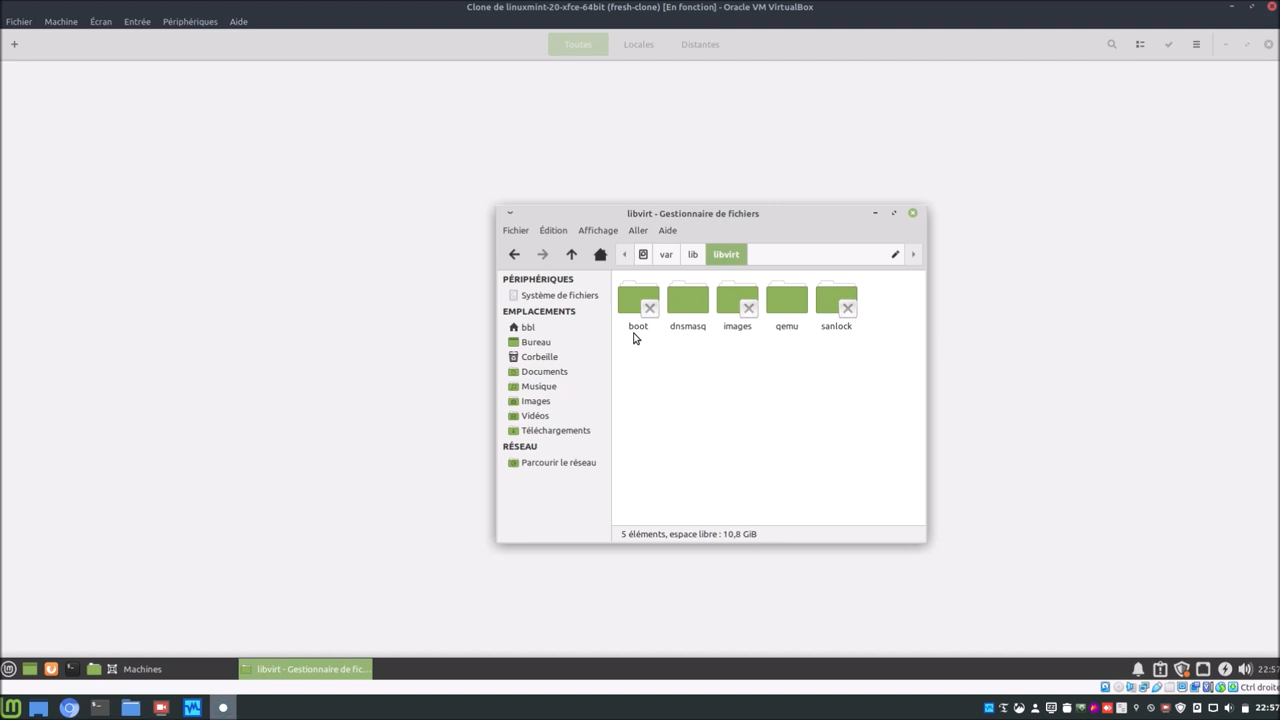 Clone de linuxmint-20-xfce-64bit (fresh-clone) [En fonction] - Oracle VM VirtualBox
Fichier Machine Écran Entrée Périphériques Aide
Toutes Locales Distantes
libvirt - Gestionnaire de fichiers
Fichier Édition Affichage Aller Aide
var lib libvirt
PÉRIPHÉRIQUES
Système de fichiers
EMPLACEMENTS
bbl
Bureau
Corbeille
Documents
Musique
Images
Vidéos
Téléchargements
RÉSEAU
Parcourir le réseau
boot dnsmasq images qemu sanlock
5 éléments, espace libre : 10,8 GiB
Machines libvirt - Gestionnaire de fic... 22:57
Ctrl droite
22:57